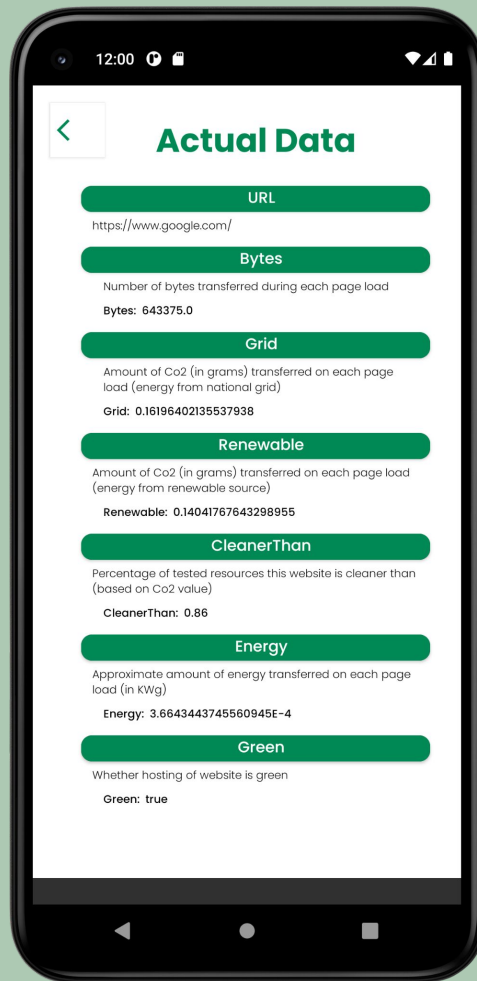 12:00
Actual Data
URL
https://www.google.com/
Bytes
Number of bytes transferred during each page load
Bytes: 643375.0
Grid
Amount of Co2 (in grams) transferred on each page
load (energy from national grid)
Grid: 0.16196402135537938
Renewable
Amount of Co2 (in grams) transferred on each page load
(energy from renewable source)
Renewable: 0.14041767643298955
CleanerThan
Percentage of tested resources this website is cleaner than
(based on Co2 value)
CleanerThan: 0.86
Energy
Approximate amount of energy transferred on each page
load (in KWg)
Energy: 3.6643443745560945E-4
Green
Whether hosting of website is green
Green: true